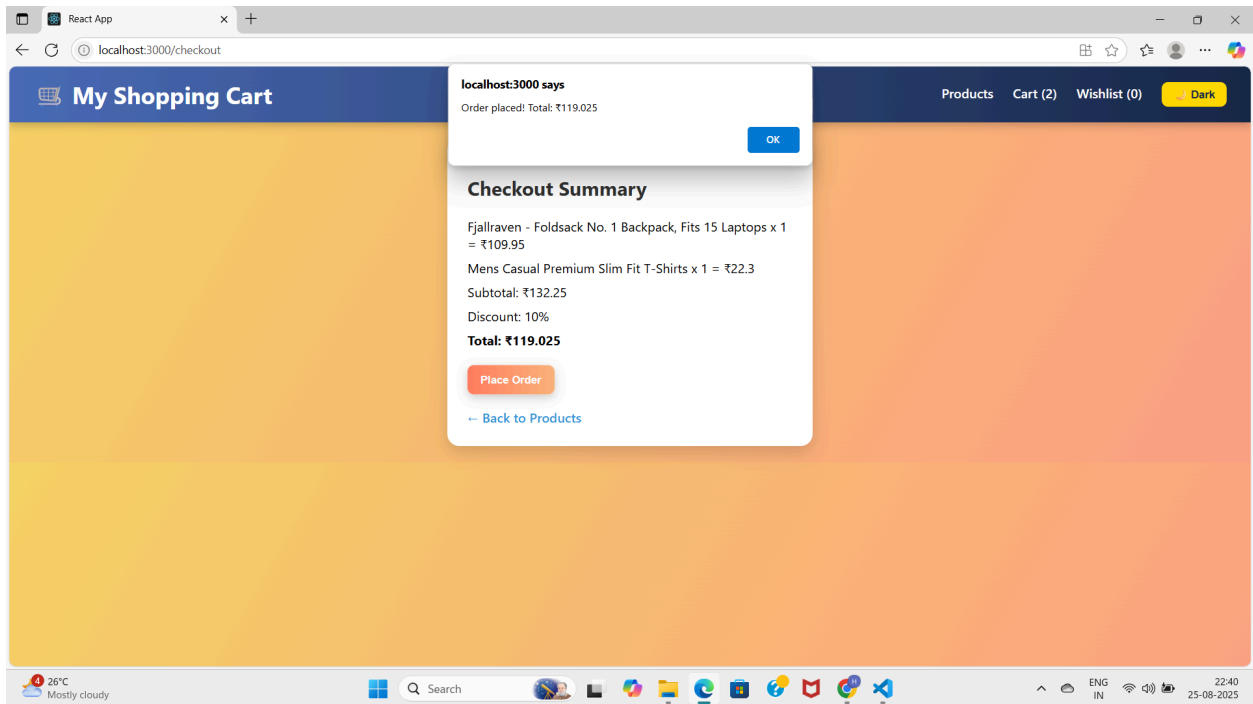 React App
localhost:3000/checkout
localhost:3000 says
Order placed! Total: ₹119.025
OK
My Shopping Cart
Products Cart (2) Wishlist (0) Dark
Checkout Summary
Fjallraven - Foldsack No. 1 Backpack, Fits 15 Laptops x 1
= ₹109.95
Mens Casual Premium Slim Fit T-Shirts x 1 = ₹22.3
Subtotal: ₹132.25
Discount: 10%
Total: ₹119.025
Place Order
← Back to Products
4
26°C
Mostly cloudy
Search
ENG
IN
22:40
25-08-2025